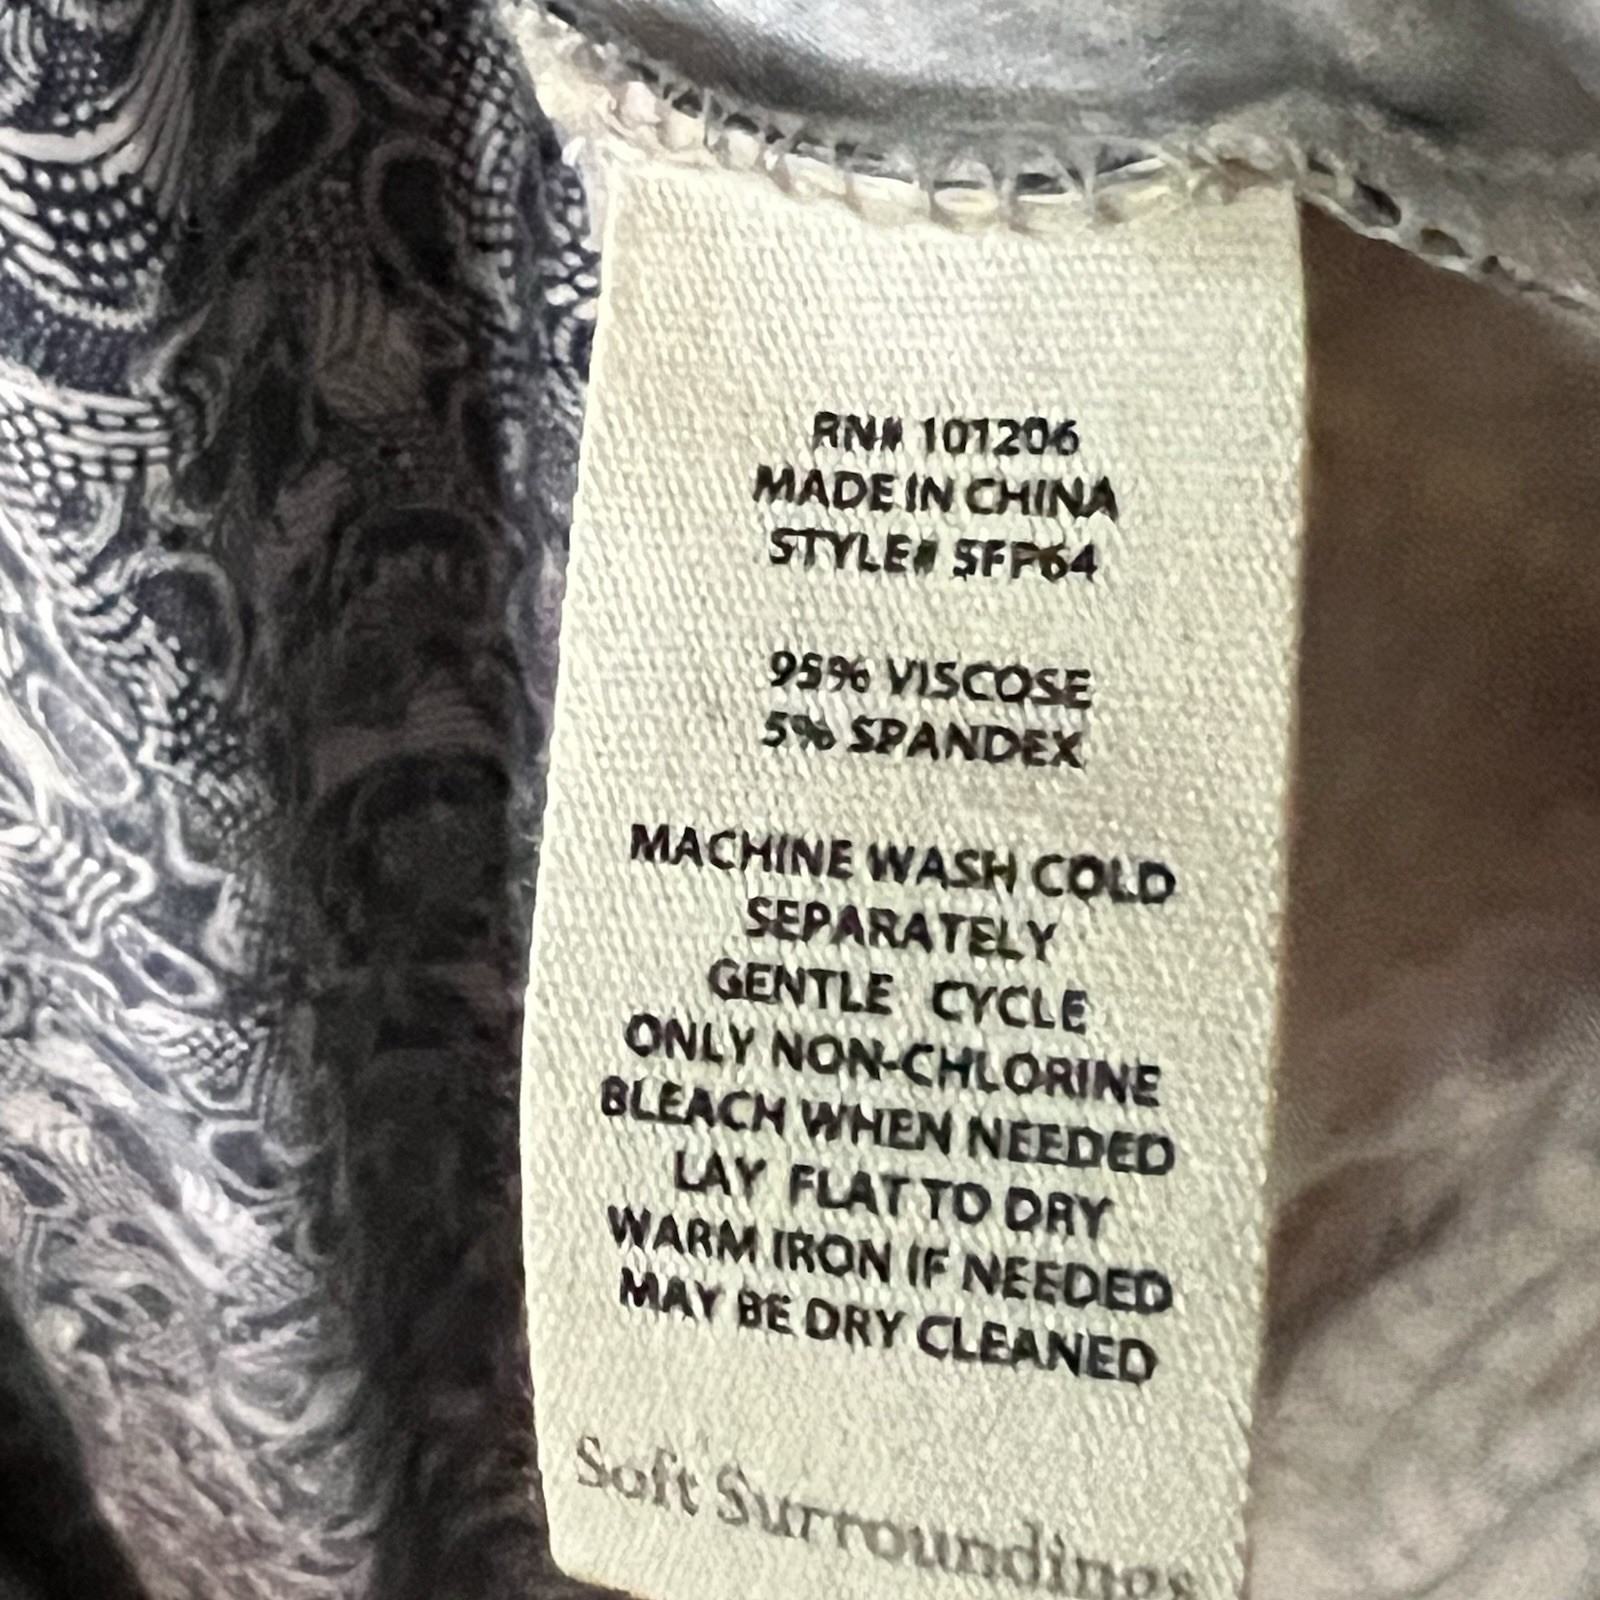 RN# 101206
MADE IN CHINA
STYLE# SFP64
95% VISCOSE
5% SPANDEX
MACHINE WASH COLD
SEPARATELY
GENTLE CYCLE
ONLY NON-CHLORINE
BLEACH WHEN NEEDED
LAY FLAT TO DRY
WARM IRON IF NEEDED
MAY BE DRY CLEANED
Soft Surroundings